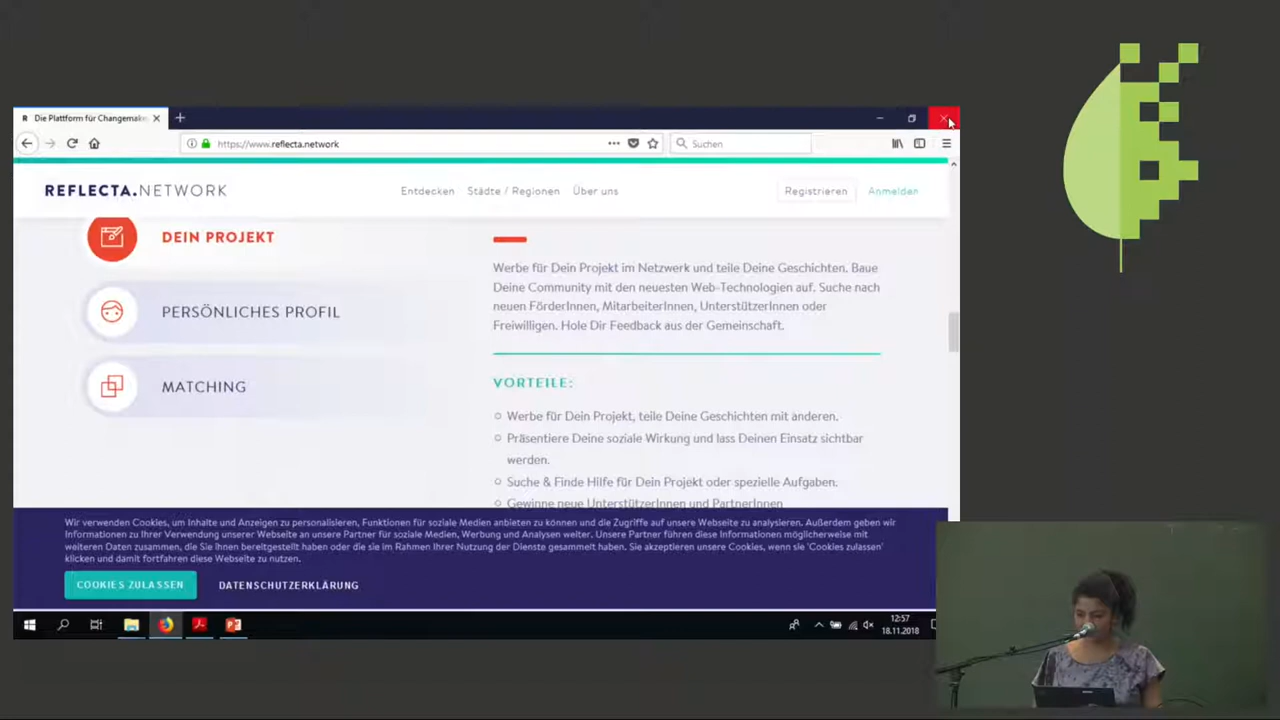 R Die Plattform für Changemake
https://www.reflecta.network
Suchen
REFLECTA.NETWORK
Entdecken
Städte / Regionen
Über uns
Registrieren
Anmelden
DEIN PROJEKT
PERSÖNLICHES PROFIL
MATCHING
Werbe für Dein Projekt im Netzwerk und teile Deine Geschichten. Baue
Deine Community mit den neuesten Web-Technologien auf. Suche nach
neuen FörderInnen, MitarbeiterInnen, UnterstützerInnen oder
Freiwilligen. Hole Dir Feedback aus der Gemeinschaft.
VORTEILE:
Werbe für Dein Projekt, teile Deine Geschichten mit anderen.
Präsentiere Deine soziale Wirkung und lass Deinen Einsatz sichtbar
werden.
Suche & Finde Hilfe für Dein Projekt oder spezielle Aufgaben.
Gewinne neue UnterstützerInnen und PartnerInnen
Wir verwenden Cookies, um Inhalte und Anzeigen zu personalisieren, Funktionen für soziale Medien anbieten zu können und die Zugriffe auf unsere Webseite zu analysieren. Außerdem geben wir
Informationen zu Ihrer Verwendung unserer Webseite an unsere Partner für soziale Medien, Werbung und Analysen weiter. Unsere Partner führen diese Informationen möglicherweise mit
weiteren Daten zusammen, die Sie ihnen bereitgestellt haben oder die sie im Rahmen Ihrer Nutzung der Dienste gesammelt haben. Sie akzeptieren unsere Cookies, wenn sie 'Cookies zulassen'
klicken und damit fortfahren diese Webseite zu nutzen.
COOKIES ZULASSEN
DATENSCHUTZERKLÄRUNG
12:57
18.11.2018